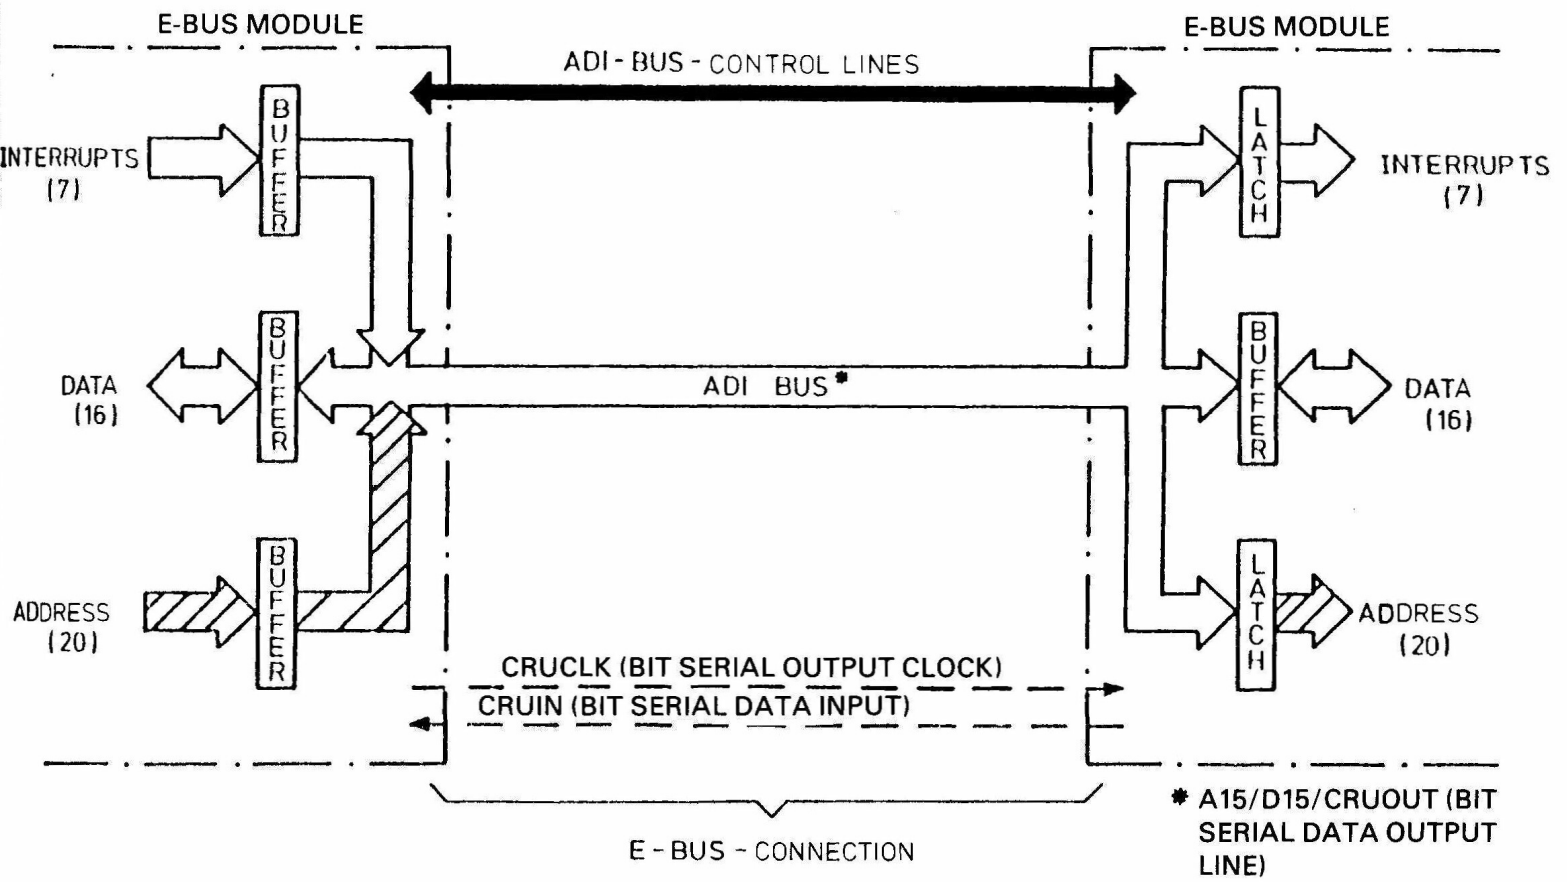 E-BUS MODULE
E-BUS MODULE
ADI-BUS-CONTROL LINES
BUFFER
LATCH
INTERRUPTS
(7)
INTERRUPTS
(7)
BUFFER
BUFFER
DATA
(16)
ADI BUS*
DATA
(16)
BUFFER
LATCH
ADDRESS
(20)
ADDRESS
(20)
CRUCLK (BIT SERIAL OUTPUT CLOCK)
CRUIN (BIT SERIAL DATA INPUT)
* A15/D15/CRUOUT (BIT
SERIAL DATA OUTPUT
LINE)
E-BUS-CONNECTION